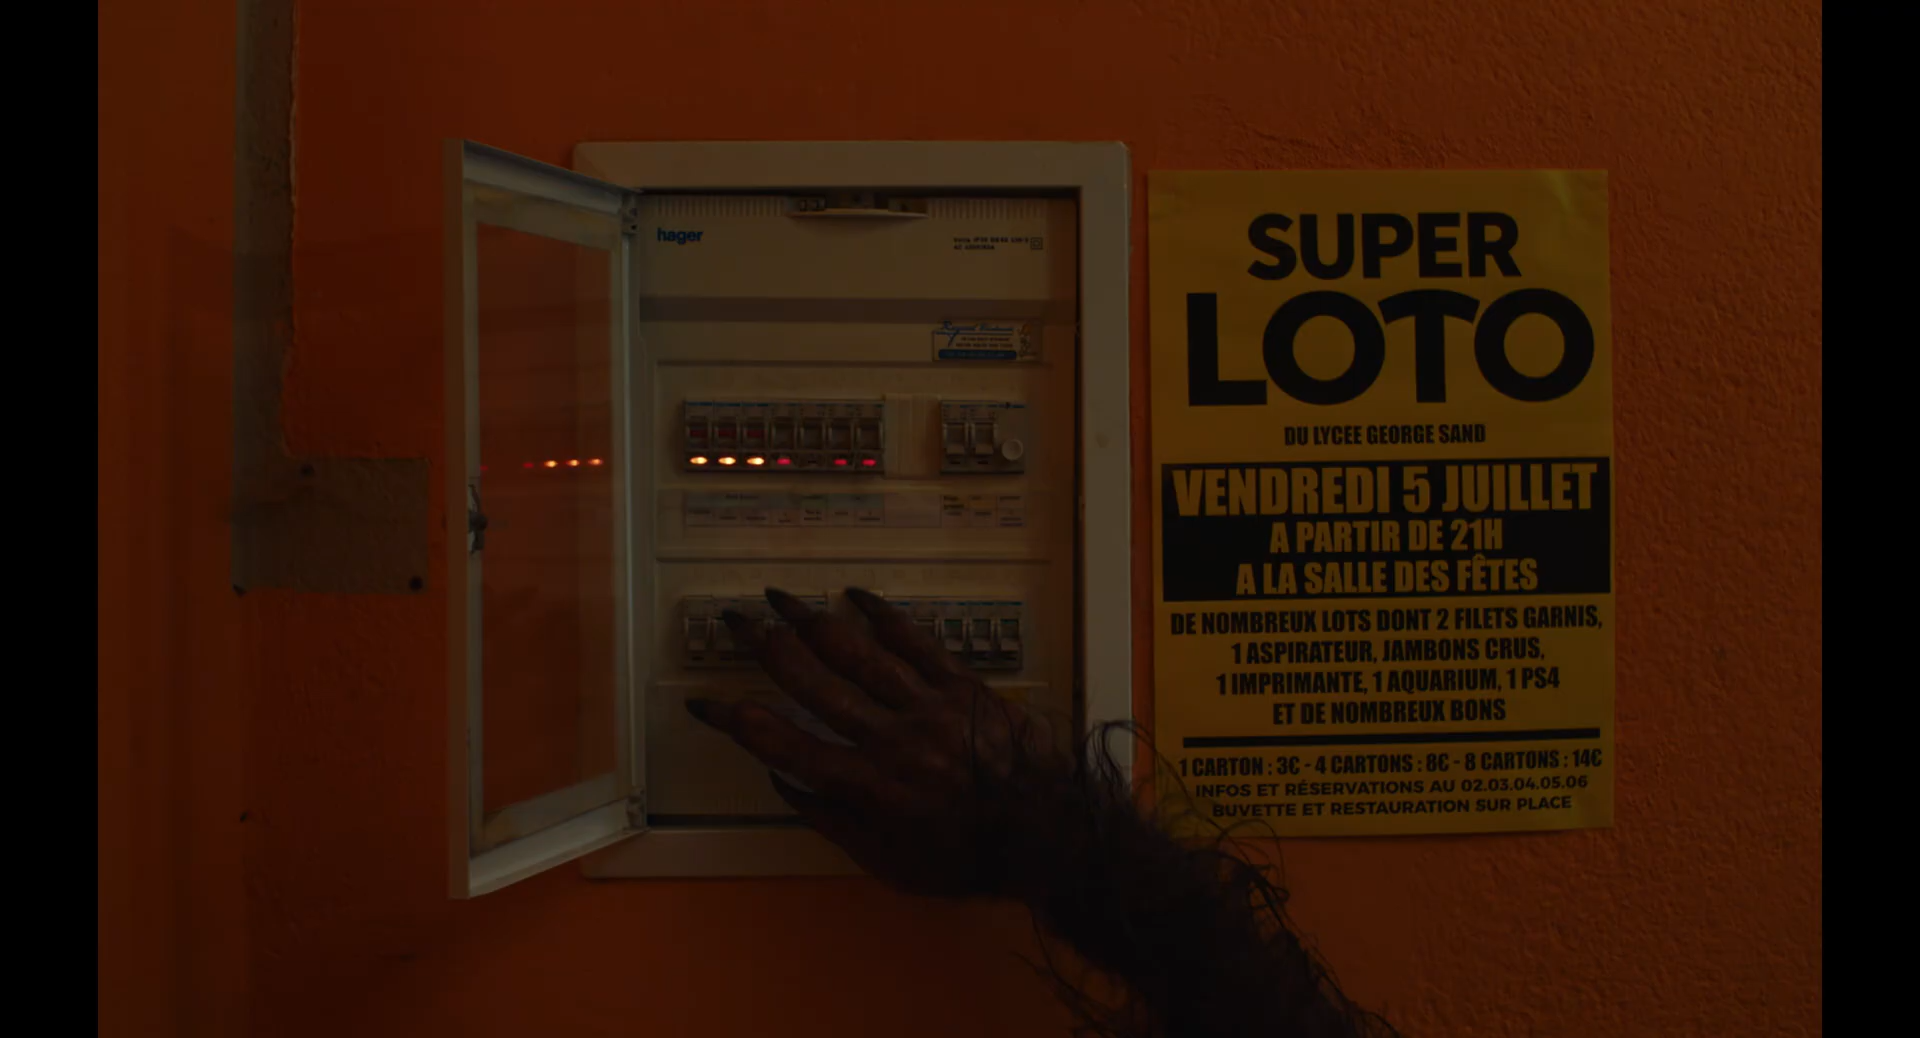 hager
SUPER
LOTO
DU LYCEE GEORGE SAND
VENDREDI 5 JUILLET
A PARTIR DE 21H
A LA SALLE DES FÊTES
DE NOMBREUX LOTS DONT 2 FILETS GARNIS,
1 ASPIRATEUR, JAMBONS CRUS,
1 IMPRIMANTE, 1 AQUARIUM, 1 PS4
ET DE NOMBREUX BONS
1 CARTON : 3€ - 4 CARTONS : 8€ - 8 CARTONS : 14€
INFOS ET RÉSERVATIONS AU 02.03.04.05.06
BUVETTE ET RESTAURATION SUR PLACE